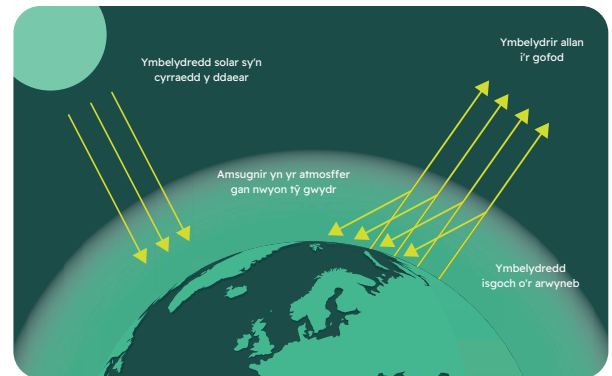 Ymbelydredd solar sy'n
cyrraedd y ddaear
Ymbelydrir allan
i'r gofod
Amsugnir yn yr atmosffer
gan nwyon tŷ gwydr
Ymbelydredd
isgoch o'r arwyneb